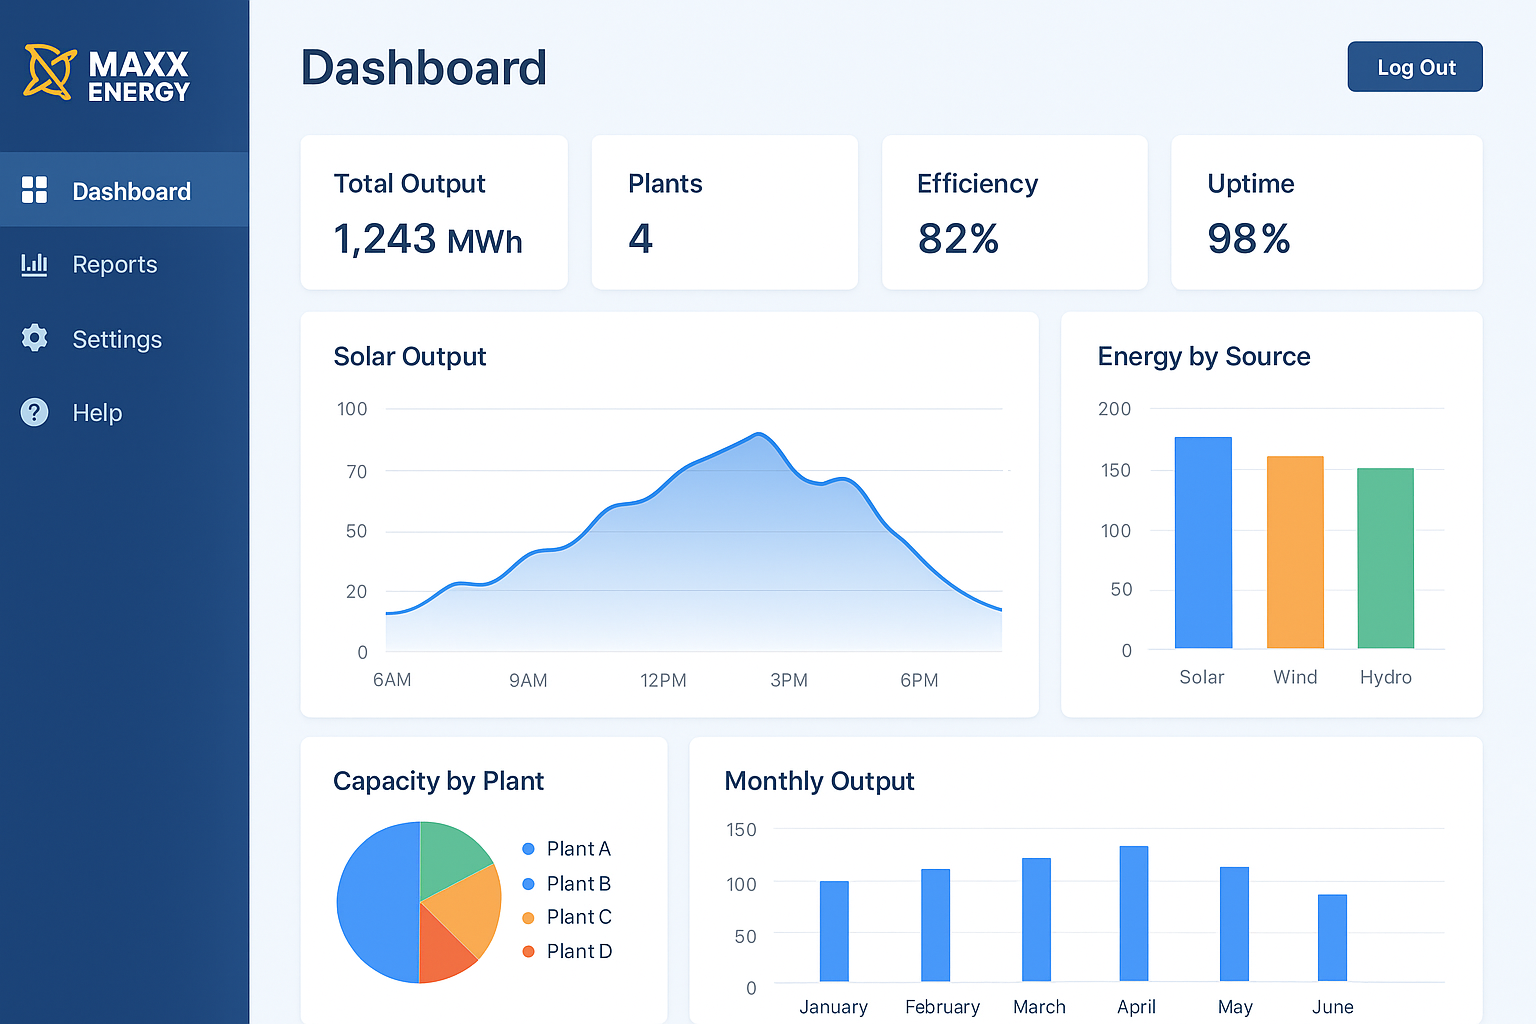 MAXX
ENERGY
Dashboard
Reports
Settings
Help
Dashboard
Log Out
Total Output
1,243 MWh
Plants
4
Efficiency
82%
Uptime
98%
Solar Output
100
70
50
20
0
6AM 9AM 12PM 3PM 6PM
Energy by Source
200
150
100
50
0
Solar Wind Hydro
Capacity by Plant
Plant A
Plant B
Plant C
Plant D
Monthly Output
150
100
50
0
January February March April May June